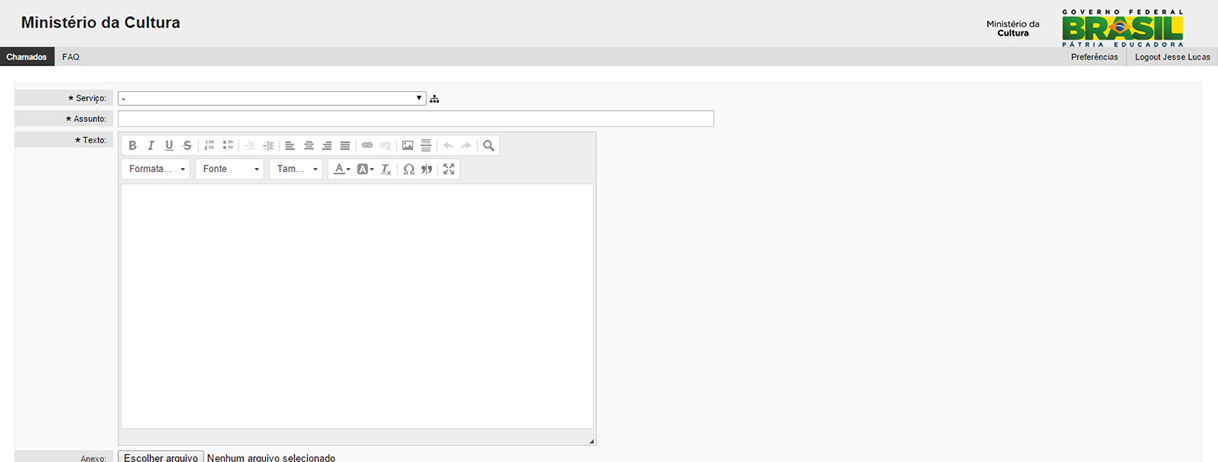 Ministério da Cultura
Ministério da
Cultura
GOVERNO FEDERAL
BRASIL
PÁTRIA EDUCADORA
Chamados FAQ Preferências Logout Jesse Lucas
★ Serviço: -
★ Assunto:
★ Texto:
B I U S
Formata... Fonte Tam... A A Ix Ω
Anexo: Escolher arquivo Nenhum arquivo selecionado